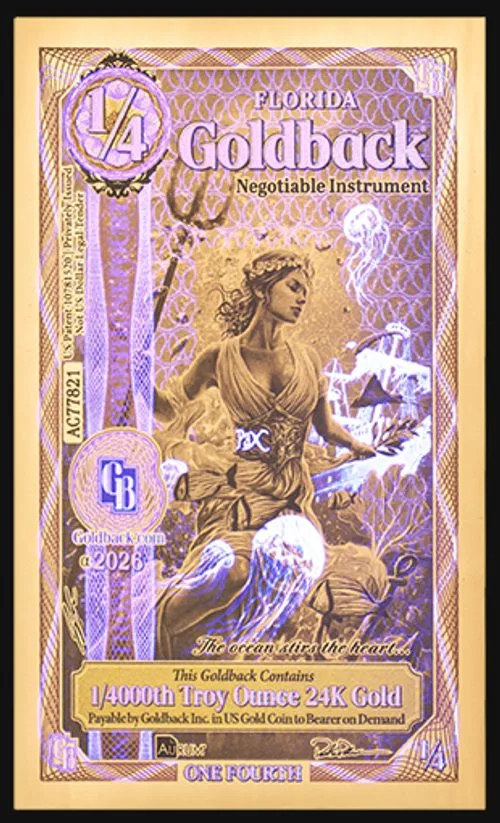 1/4
FLORIDA
Goldback
Negotiable Instrument
US Patent 10781520 | Privately Issued
Not US Dollar Legal Tender
AC77821
GB
Goldback.com
α 2026
The ocean stirs the heart...
This Goldback Contains
1/4000th Troy Ounce 24K Gold
Payable by Goldback Inc. in US Gold Coin to Bearer on Demand
AuRUM
1/4
ONE FOURTH